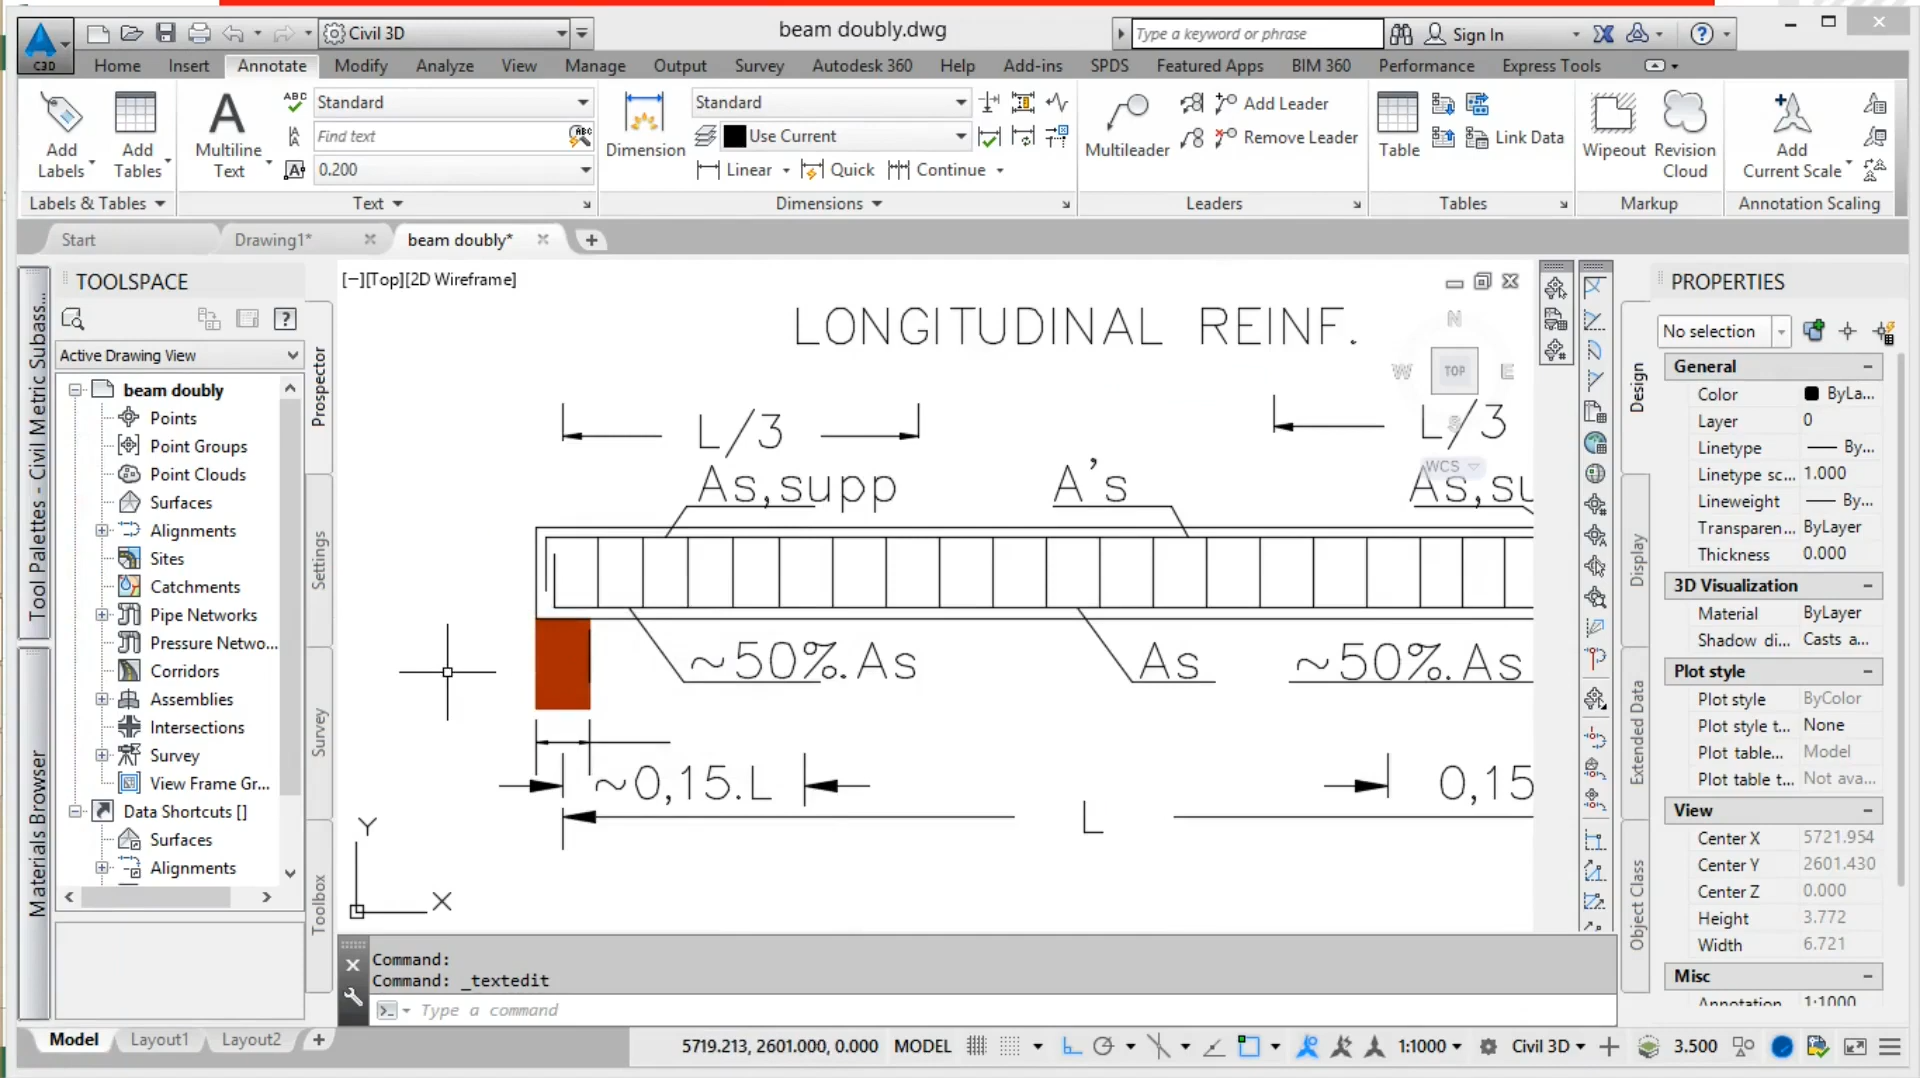 C3D
Civil 3D
beam doubly.dwg
Type a keyword or phrase
Sign In
Home
Insert
Annotate
Modify
Analyze
View
Manage
Output
Survey
Autodesk 360
Help
Add-ins
SPDS
Featured Apps
BIM 360
Performance
Express Tools
Add
Labels
Add
Tables
Labels & Tables
Multiline
Text
ABC
Standard
Find text
ABC
0.200
Text
Dimension
Standard
Use Current
Linear
Quick
Continue
Dimensions
Multileader
Add Leader
Remove Leader
Leaders
Table
Link Data
Tables
Wipeout
Revision
Cloud
Markup
Add
Current Scale
Annotation Scaling
Start
Drawing1*
beam doubly*
Tool Palettes - Civil Metric Subass...
Materials Browser
TOOLSPACE
Active Drawing View
beam doubly
Points
Point Groups
Point Clouds
Surfaces
Alignments
Sites
Catchments
Pipe Networks
Pressure Netwo...
Corridors
Assemblies
Intersections
Survey
View Frame Gr...
Data Shortcuts []
Surfaces
Alignments
Prospector
Settings
Survey
Toolbox
[−][Top][2D Wireframe]
LONGITUDINAL REINF.
N
W
TOP
E
S
WCS
L/3
L/3
As,supp
A's
As,su
~50%.As
As
~50%.As
~0,15.L
0,15
L
Y
X
Command:
Command: _textedit
Type a command
Design
Display
Extended Data
Object Class
PROPERTIES
No selection
General
Color
ByLa...
Layer
0
Linetype
By...
Linetype sc...
1.000
Lineweight
By...
Transparen...
ByLayer
Thickness
0.000
3D Visualization
Material
ByLayer
Shadow di...
Casts a...
Plot style
Plot style
ByColor
Plot style t...
None
Plot table...
Model
Plot table t...
Not ava...
View
Center X
5721.954
Center Y
2601.430
Center Z
0.000
Height
3.772
Width
6.721
Misc
Annotation
1:1000
Model
Layout1
Layout2
5719.213, 2601.000, 0.000
MODEL
1:1000
Civil 3D
3.500